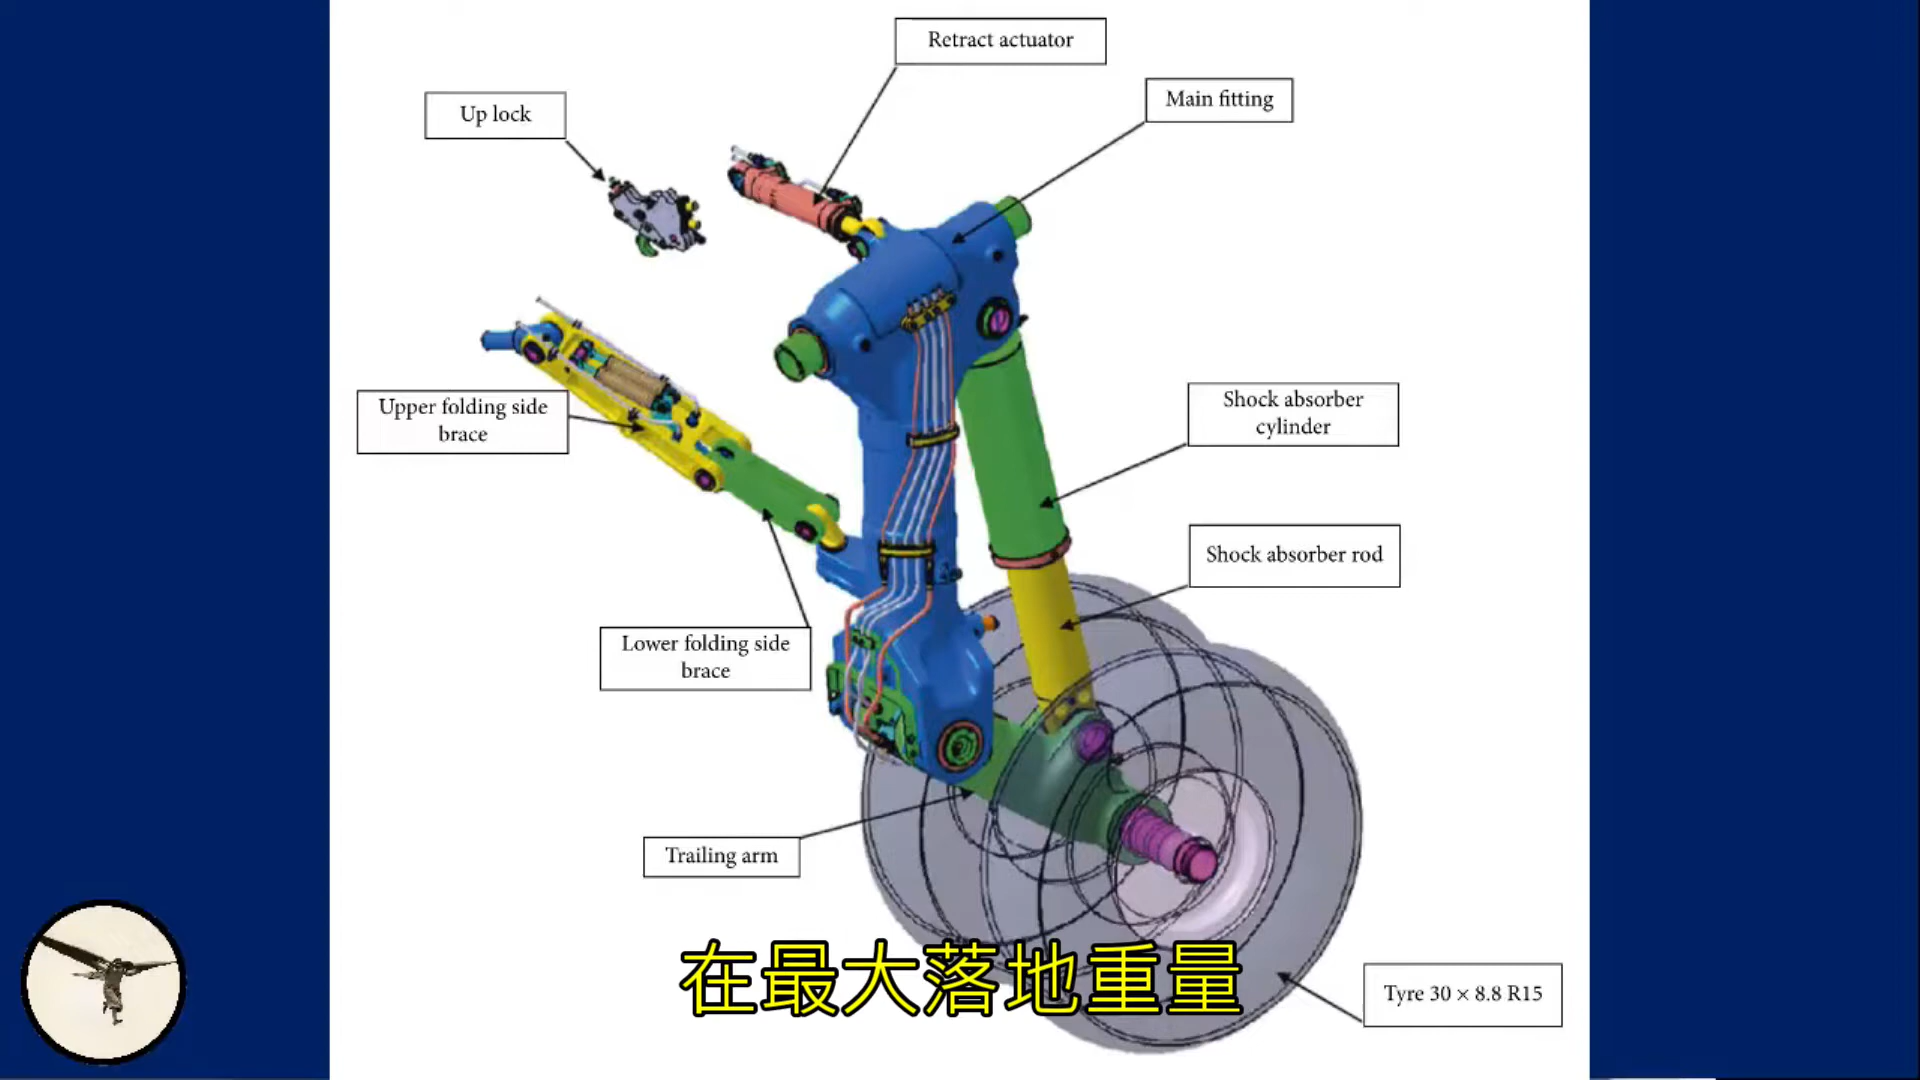 Retract actuator
Main fitting
Up lock
Upper folding side
brace
Shock absorber
cylinder
Shock absorber rod
Lower folding side
brace
Trailing arm
在最大落地重量
Tyre 30 × 8.8 R15